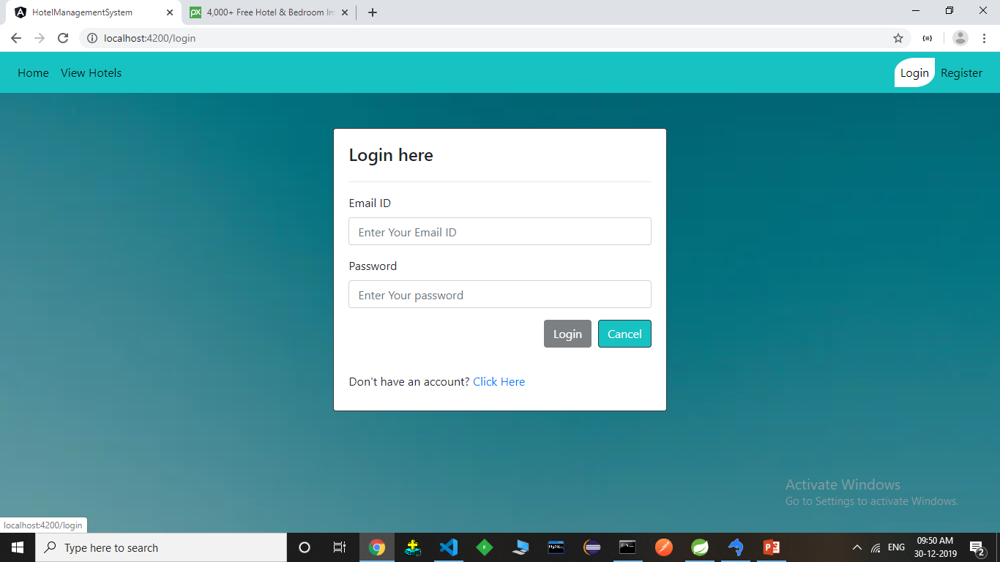 HotelManagementSystem
px
4,000+ Free Hotel & Bedroom Im
localhost:4200/login
Home View Hotels Login Register
Login here
Email ID
Enter Your Email ID
Password
Enter Your password
Login Cancel
Don't have an account? Click Here
Activate Windows
Go to Settings to activate Windows.
localhost:4200/login
Type here to search
MySQL
F
ENG
09:50 AM
30-12-2019
2